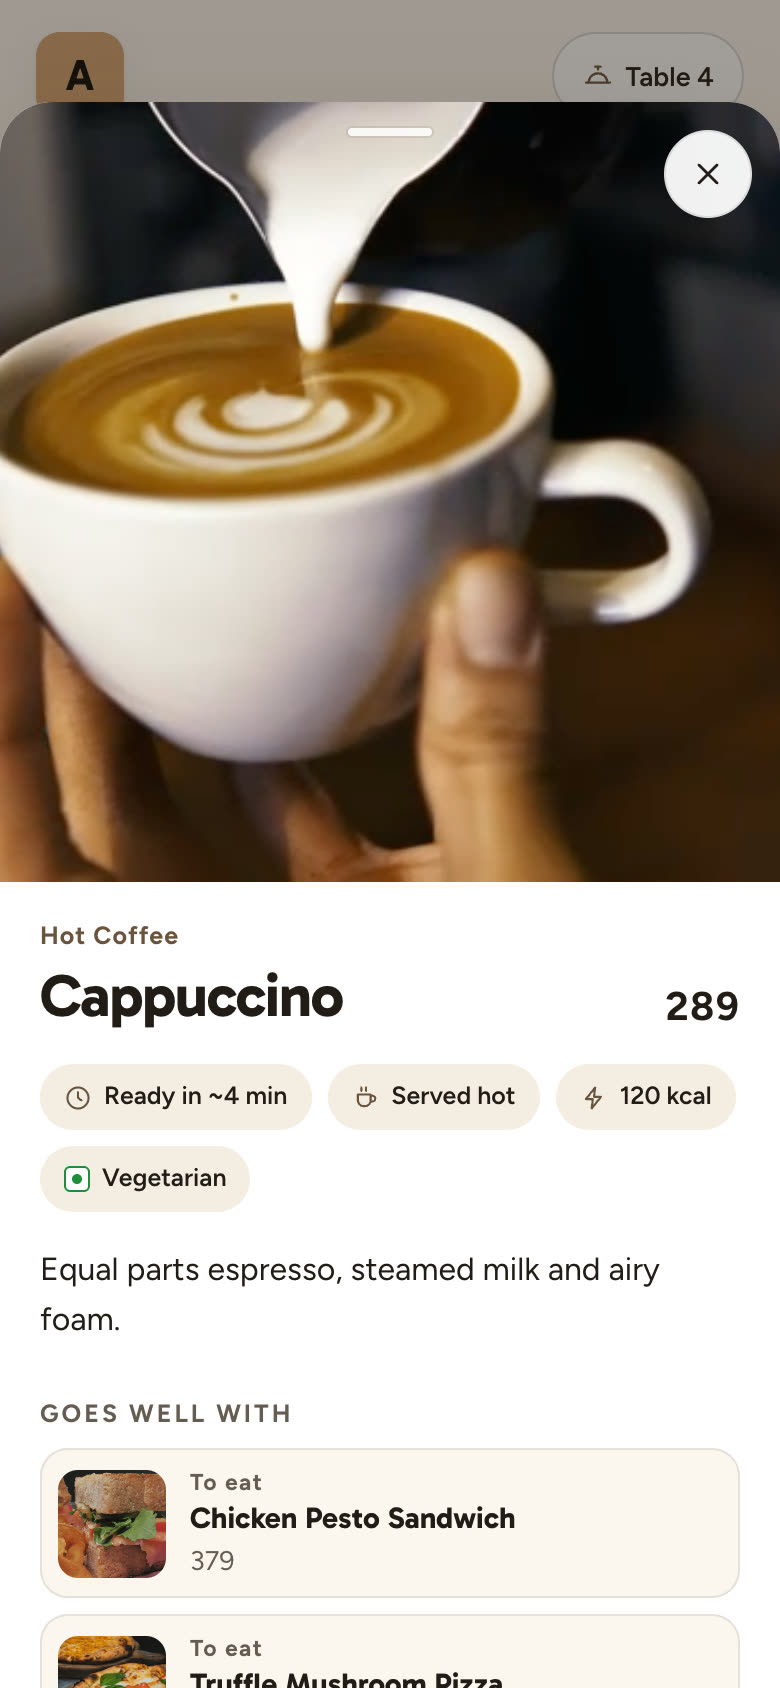 A
Table 4
Hot Coffee
Cappuccino
289
Ready in ~4 min
Served hot
120 kcal
Vegetarian
Equal parts espresso, steamed milk and airy
foam.
GOES WELL WITH
To eat
Chicken Pesto Sandwich
379
To eat
Truffle Mushroom Pizza